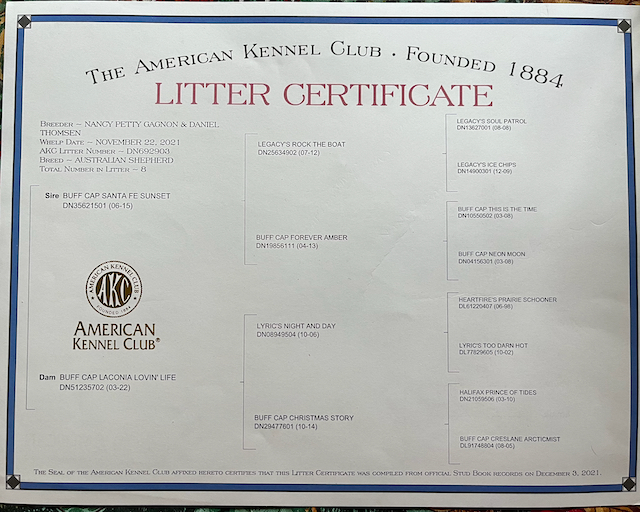 THE AMERICAN KENNEL CLUB . FOUNDED 1884
LITTER CERTIFICATE
BREEDER ~ NANCY PETTY GAGNON & DANIEL
THOMSEN
WHELP DATE ~ NOVEMBER 22, 2021
AKC LITTER NUMBER ~ DN692903
BREED ~ AUSTRALIAN SHEPHERD
TOTAL NUMBER IN LITTER ~ 8
Sire BUFF CAP SANTA FE SUNSET
DN35621501 (06-15)
AMERICAN KENNEL CLUB
AKC
FOUNDED 1884
AMERICAN
KENNEL CLUB®
Dam BUFF CAP LACONIA LOVIN' LIFE
DN51235702 (03-22)
LEGACY'S ROCK THE BOAT
DN25634902 (07-12)
BUFF CAP FOREVER AMBER
DN19856111 (04-13)
LYRIC'S NIGHT AND DAY
DN08949504 (10-06)
BUFF CAP CHRISTMAS STORY
DN29477601 (10-14)
LEGACY'S SOUL PATROL
DN13627001 (08-08)
LEGACY'S ICE CHIPS
DN14900301 (12-09)
BUFF CAP THIS IS THE TIME
DN10550502 (03-08)
BUFF CAP NEON MOON
DN04156301 (03-08)
HEARTFIRE'S PRAIRIE SCHOONER
DL61220407 (06-96)
LYRIC'S TOO DARN HOT
DL77829605 (10-02)
HALIFAX PRINCE OF TIDES
DN21059506 (03-10)
BUFF CAP CRESLANE ARCTICMIST
DL91748804 (08-05)
THE SEAL OF THE AMERICAN KENNEL CLUB AFFIXED HERETO CERTIFIES THAT THIS LITTER CERTIFICATE WAS COMPILED FROM OFFICIAL STUD BOOK RECORDS ON DECEMBER 3, 2021.